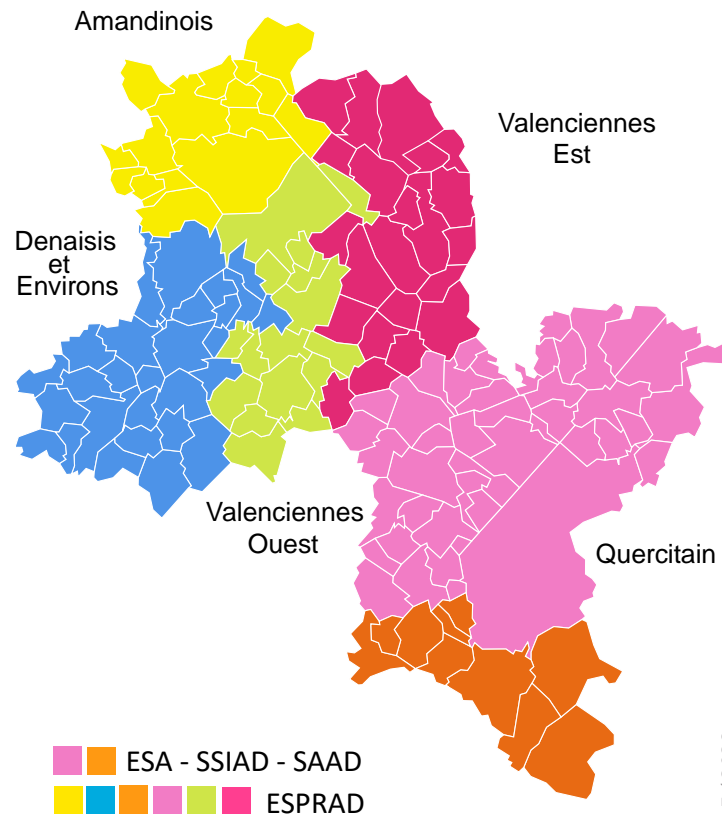 Amandinois
Valenciennes
Est
Denaisis
et
Environs
Valenciennes
Ouest
Quercitain
ESA - SSIAD - SAAD
ESPRAD